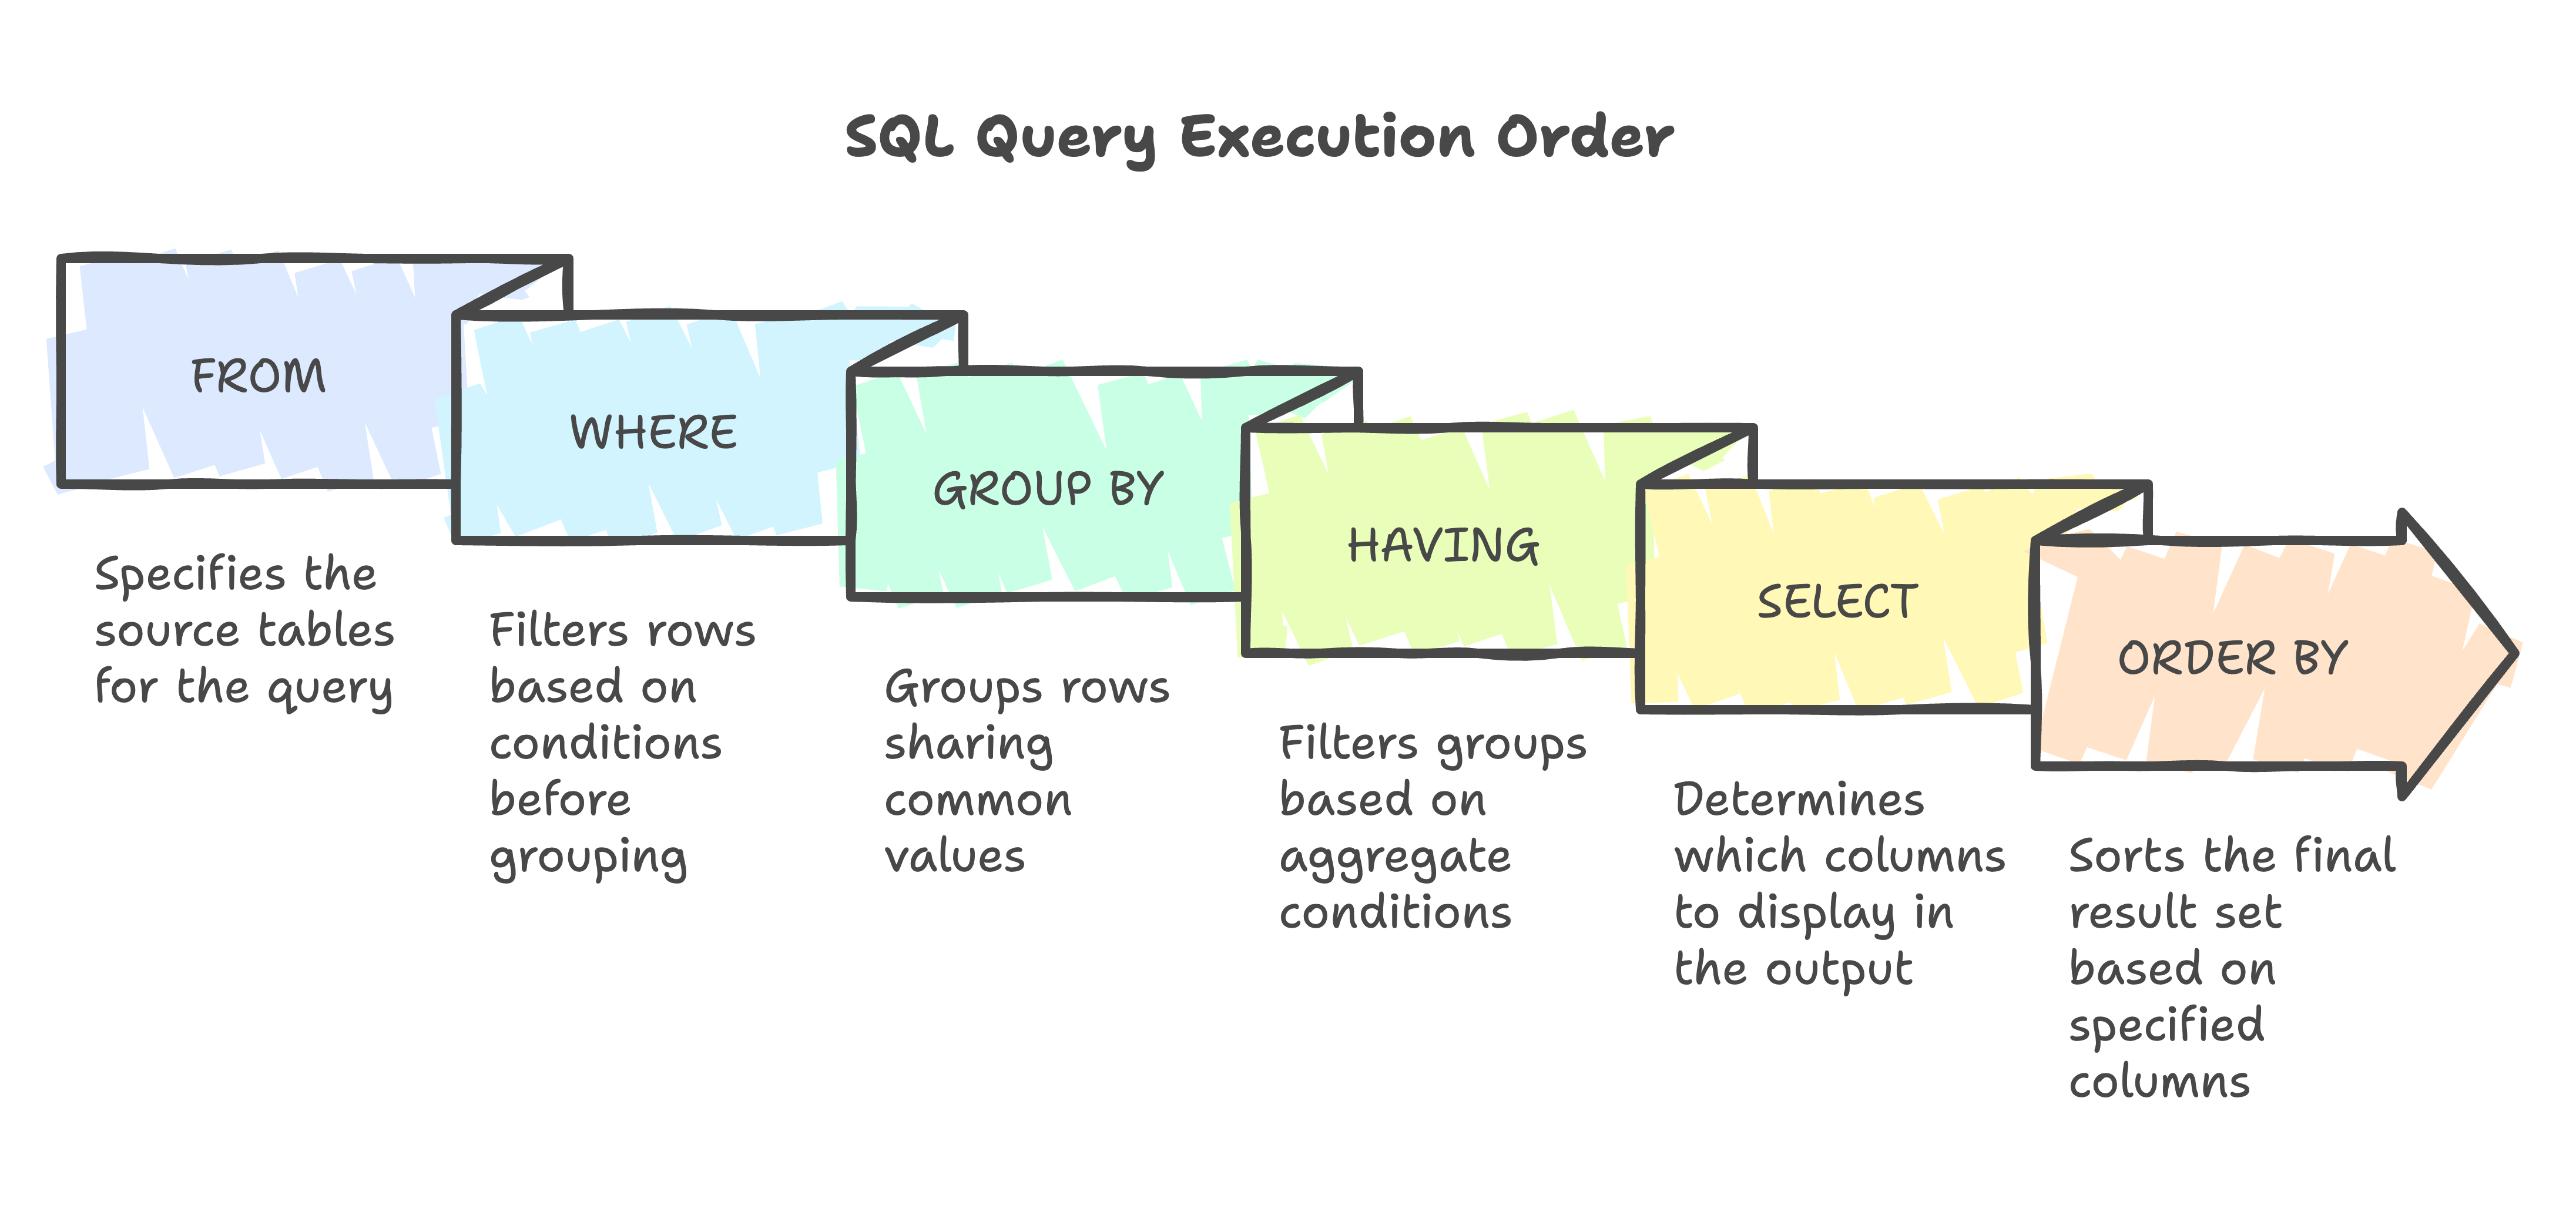 SQL Query Execution Order
FROM
Specifies the
source tables
for the query
WHERE
Filters rows
based on
conditions
before
grouping
GROUP BY
Groups rows
sharing
common
values
HAVING
Filters groups
based on
aggregate
conditions
SELECT
Determines
which columns
to display in
the output
ORDER BY
Sorts the final
result set
based on
specified
columns